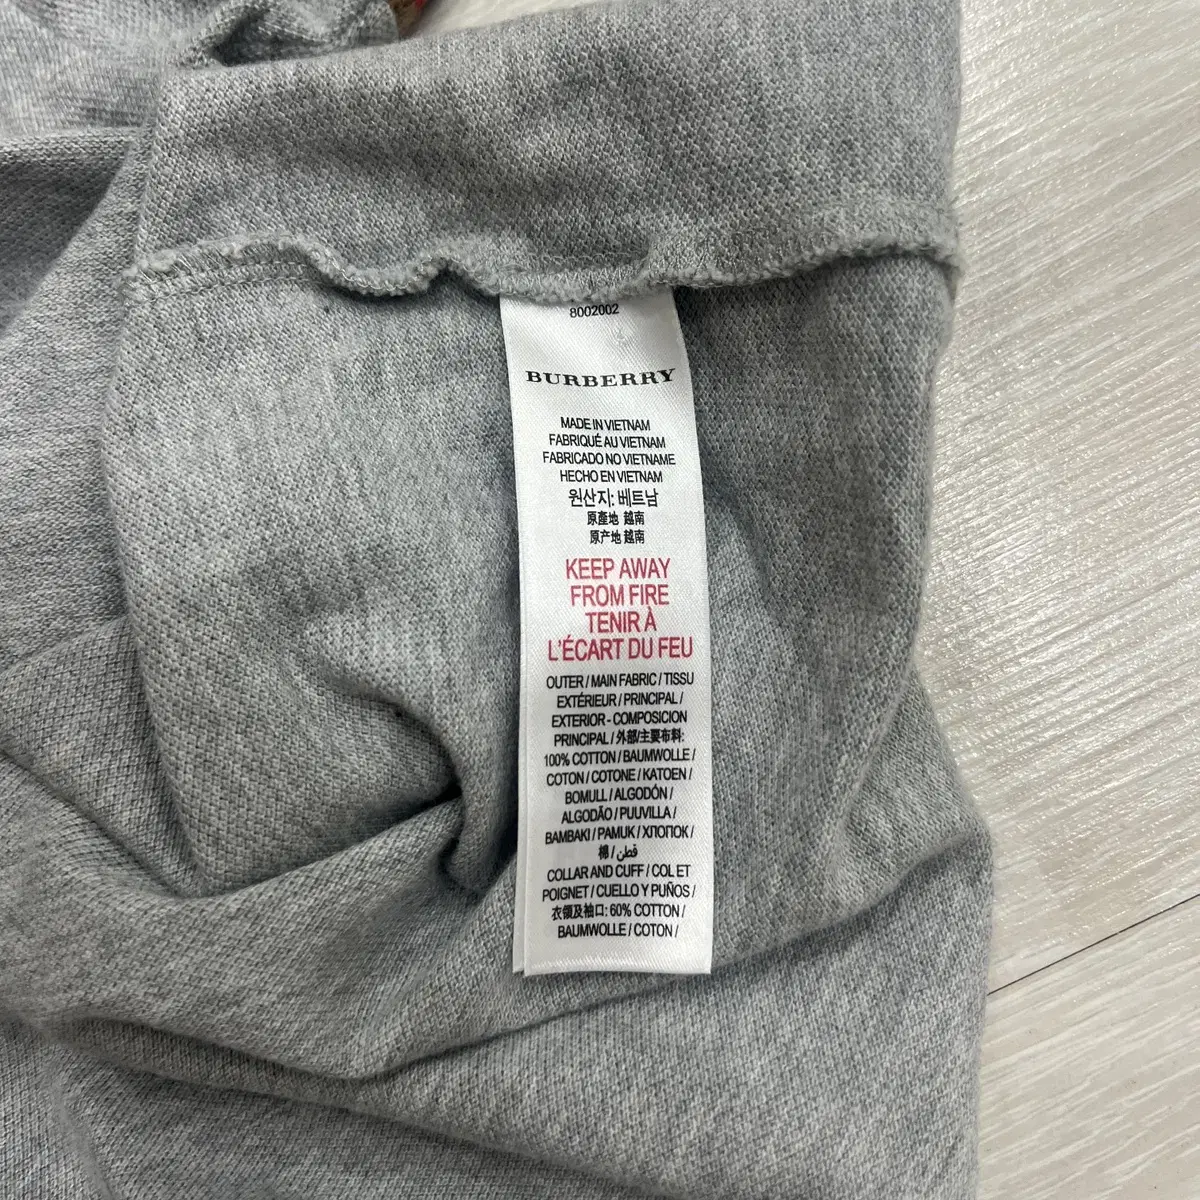 8002002
BURBERRY
MADE IN VIETNAM
FABRIQUÉ AU VIETNAM
FABRICADO NO VIETNAME
HECHO EN VIETNAM
원산지: 베트남
原產地 越南
原产地 越南
KEEP AWAY
FROM FIRE
TENIR À
L'ÉCART DU FEU
OUTER / MAIN FABRIC / TISSU
EXTÉRIEUR / PRINCIPAL /
EXTERIOR - COMPOSICION
PRINCIPAL / 外部/主要布料:
100% COTTON / BAUMWOLLE /
COTON / COTONE / KATOEN /
BOMULL / ALGODÓN /
ALGODÃO / PUUVILLA /
BAMBAKI / PAMUK / ХЛОПОК /
棉 / قطن
COLLAR AND CUFF / COL ET
POIGNET / CUELLO Y PUÑOS /
衣領及袖口: 60% COTTON /
BAUMWOLLE / COTON /